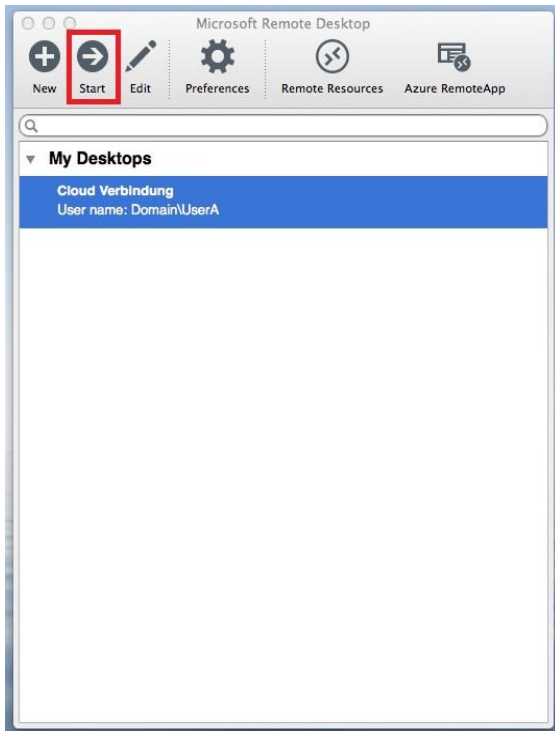 Microsoft Remote Desktop
New Start Edit Preferences Remote Resources Azure RemoteApp
My Desktops
Cloud Verbindung
User name: Domain\UserA